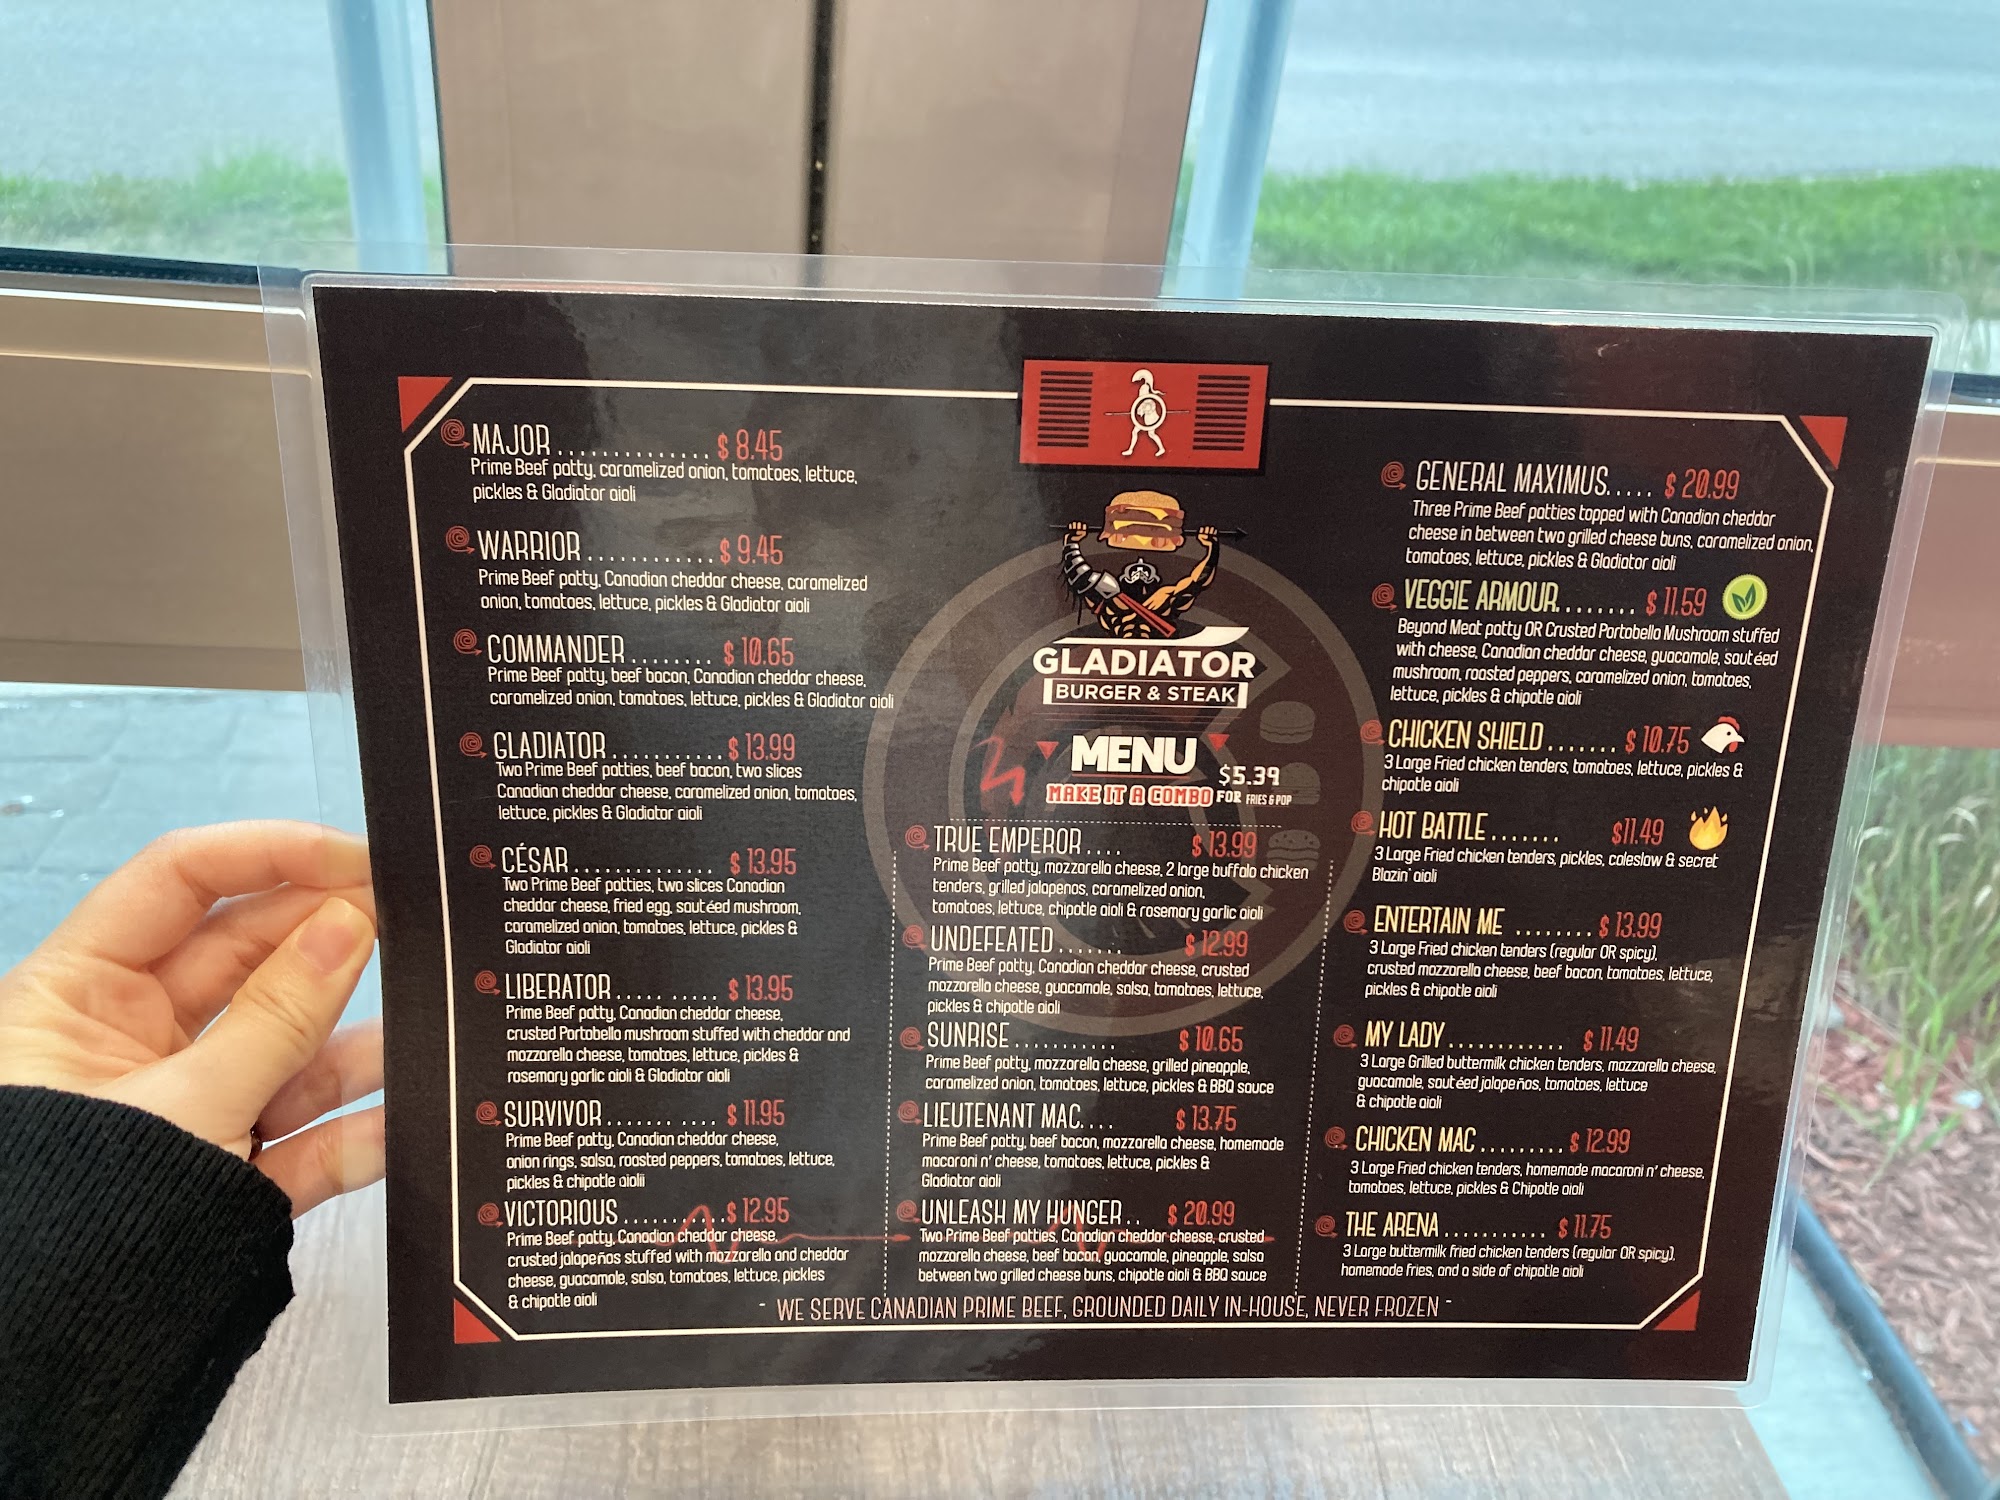 MAJOR .............. $ 8.45
Prime Beef patty, caramelized onion, tomatoes, lettuce,
pickles & Gladiator aioli
WARRIOR ............ $ 9.45
Prime Beef patty, Canadian cheddar cheese, caramelized
onion, tomatoes, lettuce, pickles & Gladiator aioli
COMMANDER ........ $ 10.65
Prime Beef patty, beef bacon, Canadian cheddar cheese,
caramelized onion, tomatoes, lettuce, pickles & Gladiator aioli
GLADIATOR ........... $ 13.99
Two Prime Beef patties, beef bacon, two slices
Canadian cheddar cheese, caramelized onion, tomatoes,
lettuce, pickles & Gladiator aioli
CÉSAR ............... $ 13.95
Two Prime Beef patties, two slices Canadian
cheddar cheese, fried egg, sautéed mushroom,
caramelized onion, tomatoes, lettuce, pickles &
Gladiator aioli
LIBERATOR ..... ..... $ 13.95
Prime Beef patty, Canadian cheddar cheese,
crusted Portobello mushroom stuffed with cheddar and
mozzarella cheese, tomatoes, lettuce, pickles &
rosemary garlic aioli & Gladiator aioli
SURVIVOR ....... .... $ 11.95
Prime Beef patty, Canadian cheddar cheese,
onion rings, salsa, roasted peppers, tomatoes, lettuce,
pickles & chipotle aiolii
VICTORIOUS ........... $ 12.95
Prime Beef patty, Canadian cheddar cheese,
crusted jalapeños stuffed with mozzarella and cheddar
cheese, guacamole, salsa, tomatoes, lettuce, pickles
& chipotle aioli
GLADIATOR
BURGER & STEAK
MENU
MAKE IT A COMBO $5.39 FOR FRIES & POP
TRUE EMPEROR .... $ 13.99
Prime Beef patty, mozzarella cheese, 2 large buffalo chicken
tenders, grilled jalapenos, caramelized onion,
tomatoes, lettuce, chipotle aioli & rosemary garlic aioli
UNDEFEATED ....... $ 12.99
Prime Beef patty, Canadian cheddar cheese, crusted
mozzarella cheese, guacamole, salsa, tomatoes, lettuce,
pickles & chipotle aioli
SUNRISE ........... $ 10.65
Prime Beef patty, mozzarella cheese, grilled pineapple,
caramelized onion, tomatoes, lettuce, pickles & BBQ sauce
LIEUTENANT MAC.... $ 13.75
Prime Beef patty, beef bacon, mozzarella cheese, homemade
macaroni n' cheese, tomatoes, lettuce, pickles &
Gladiator aioli
UNLEASH MY HUNGER .. $ 20.99
Two Prime Beef patties, Canadian cheddar cheese, crusted
mozzarella cheese, beef bacon, guacamole, pineapple, salsa
between two grilled cheese buns, chipotle aioli & BBQ sauce
GENERAL MAXIMUS..... $ 20.99
Three Prime Beef patties topped with Canadian cheddar
cheese in between two grilled cheese buns, caramelized onion,
tomatoes, lettuce, pickles & Gladiator aioli
VEGGIE ARMOUR........ $ 11.59
Beyond Meat patty OR Crusted Portobello Mushroom stuffed
with cheese, Canadian cheddar cheese, guacamole, sautéed
mushroom, roasted peppers, caramelized onion, tomatoes,
lettuce, pickles & chipotle aioli
CHICKEN SHIELD ....... $ 10.75
3 Large Fried chicken tenders, tomatoes, lettuce, pickles &
chipotle aioli
HOT BATTLE ....... $11.49
3 Large Fried chicken tenders, pickles, coleslaw & secret
Blazin' aioli
ENTERTAIN ME ........ $ 13.99
3 Large Fried chicken tenders (regular OR spicy),
crusted mozzarella cheese, beef bacon, tomatoes, lettuce,
pickles & chipotle aioli
MY LADY ............ $ 11.49
3 Large Grilled buttermilk chicken tenders, mozzarella cheese,
guacamole, sautéed jalapeños, tomatoes, lettuce
& chipotle aioli
CHICKEN MAC ......... $ 12.99
3 Large Fried chicken tenders, homemade macaroni n' cheese,
tomatoes, lettuce, pickles & Chipotle aioli
THE ARENA ........... $ 11.75
3 Large buttermilk fried chicken tenders (regular OR spicy),
homemade fries, and a side of chipotle aioli
- WE SERVE CANADIAN PRIME BEEF, GROUNDED DAILY IN-HOUSE, NEVER FROZEN -